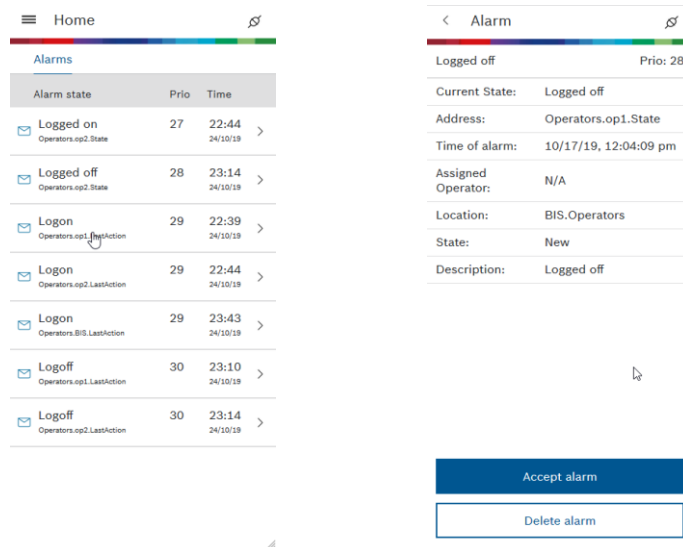 Home
Alarms
Alarm state Prio Time
Logged on 27 22:44
Operators.op2.State 24/10/19
Logged off 28 23:14
Operators.op2.State 24/10/19
Logon 29 22:39
Operators.op1.LastAction 24/10/19
Logon 29 22:44
Operators.op2.LastAction 24/10/19
Logon 29 23:43
Operators.BIS.LastAction 24/10/19
Logoff 30 23:10
Operators.op1.LastAction 24/10/19
Logoff 30 23:14
Operators.op2.LastAction 24/10/19
Alarm
Logged off Prio: 28
Current State: Logged off
Address: Operators.op1.State
Time of alarm: 10/17/19, 12:04:09 pm
Assigned
Operator: N/A
Location: BIS.Operators
State: New
Description: Logged off
Accept alarm
Delete alarm